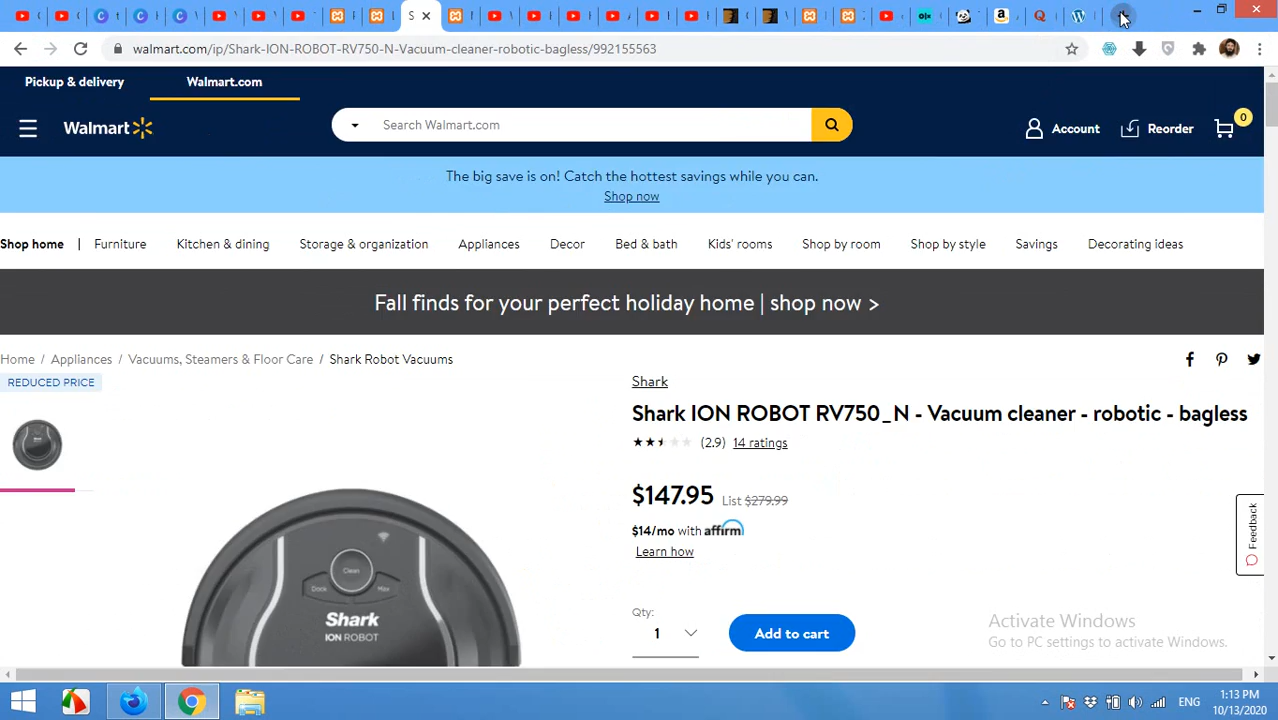 S
walmart.com/ip/Shark-ION-ROBOT-RV750-N-Vacuum-cleaner-robotic-bagless/992155563
Pickup & delivery
Walmart.com
Walmart
Search Walmart.com
Account
Reorder
0
The big save is on! Catch the hottest savings while you can.
Shop now
Shop home | Furniture Kitchen & dining Storage & organization Appliances Decor Bed & bath Kids' rooms Shop by room Shop by style Savings Decorating ideas
Fall finds for your perfect holiday home | shop now >
Home / Appliances / Vacuums, Steamers & Floor Care / Shark Robot Vacuums
REDUCED PRICE
Shark
Shark ION ROBOT RV750_N - Vacuum cleaner - robotic - bagless
(2.9) 14 ratings
$147.95 List $279.99
$14/mo with affirm
Learn how
Feedback
Clean
Dock
Max
Shark
ION ROBOT
Qty:
1
Add to cart
Activate Windows
Go to PC settings to activate Windows.
ENG
1:13 PM
10/13/2020